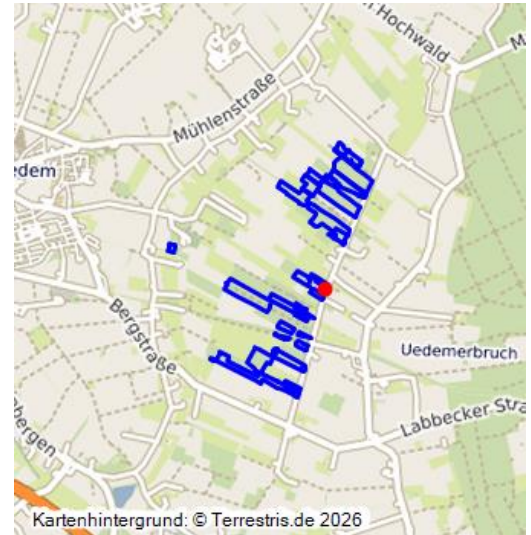 Hochwald
Mühlenstraße
edem
Bergstraße
Uedemerbruch
Labbecker Stra
bergen
Kartenhintergrund: © Terrestris.de 2026